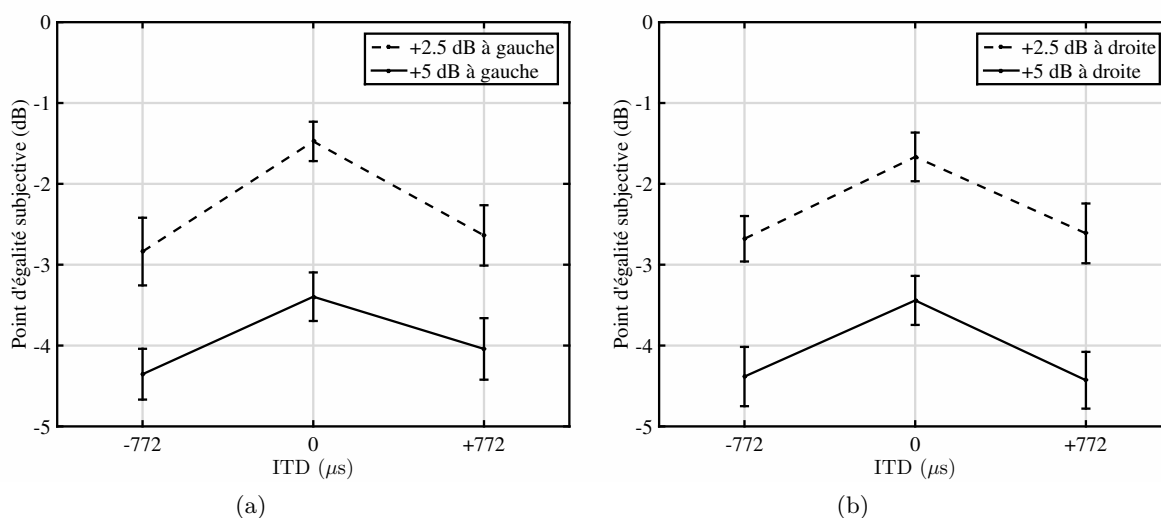 0
-1
-2
-3
-4
-5
Point d'égalité subjective (dB)
+2.5 dB à gauche
+5 dB à gauche
-772
0
+772
ITD (μs)
(a)
0
-1
-2
-3
-4
-5
Point d'égalité subjective (dB)
+2.5 dB à droite
+5 dB à droite
-772
0
+772
ITD (μs)
(b)